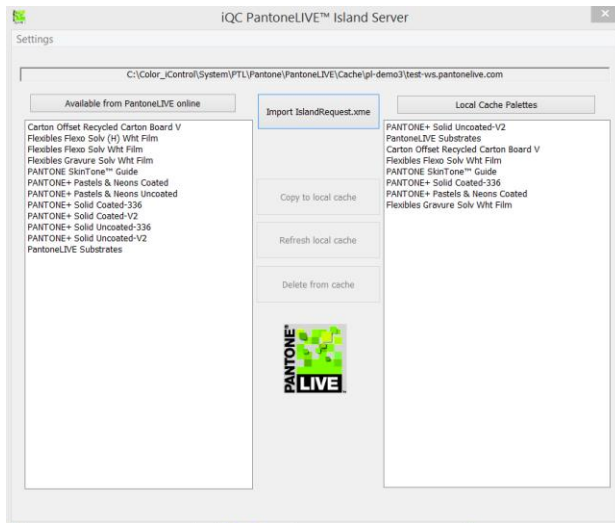 iQC PantoneLIVE™ Island Server
Settings
C:\Color_iControl\System\PTL\Pantone\PantoneLIVE\Cache\pl-demo3\test-ws.pantonelive.com
Available from PantoneLIVE online
Carton Offset Recycled Carton Board V
Flexibles Flexo Solv (H) Wht Film
Flexibles Flexo Solv Wht Film
Flexibles Gravure Solv Wht Film
PANTONE SkinTone™ Guide
PANTONE+ Pastels & Neons Coated
PANTONE+ Pastels & Neons Uncoated
PANTONE+ Solid Coated-336
PANTONE+ Solid Coated-V2
PANTONE+ Solid Uncoated-336
PANTONE+ Solid Uncoated-V2
PantoneLIVE Substrates
Import IslandRequest.xme
Copy to local cache
Refresh local cache
Delete from cache
PANTONE®
LIVE
Local Cache Palettes
PANTONE+ Solid Uncoated-V2
PantoneLIVE Substrates
Carton Offset Recycled Carton Board V
Flexibles Flexo Solv Wht Film
PANTONE SkinTone™ Guide
PANTONE+ Solid Coated-336
PANTONE+ Pastels & Neons Coated
Flexibles Gravure Solv Wht Film